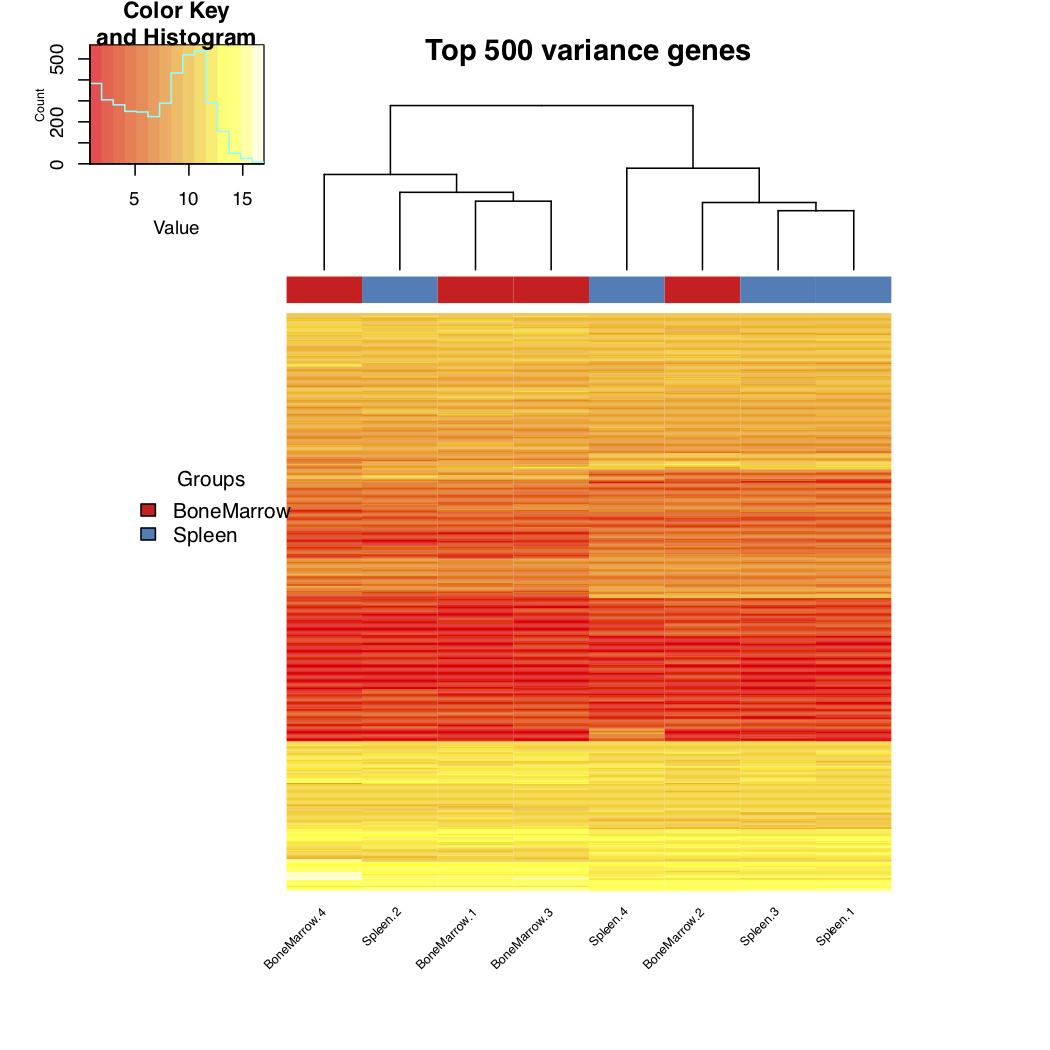 Color Key
and Histogram
Count
0
200
500
5
10
15
Value
Top 500 variance genes
Groups
BoneMarrow
Spleen
BoneMarrow.4
Spleen.2
BoneMarrow.1
BoneMarrow.3
Spleen.4
BoneMarrow.2
Spleen.3
Spleen.1